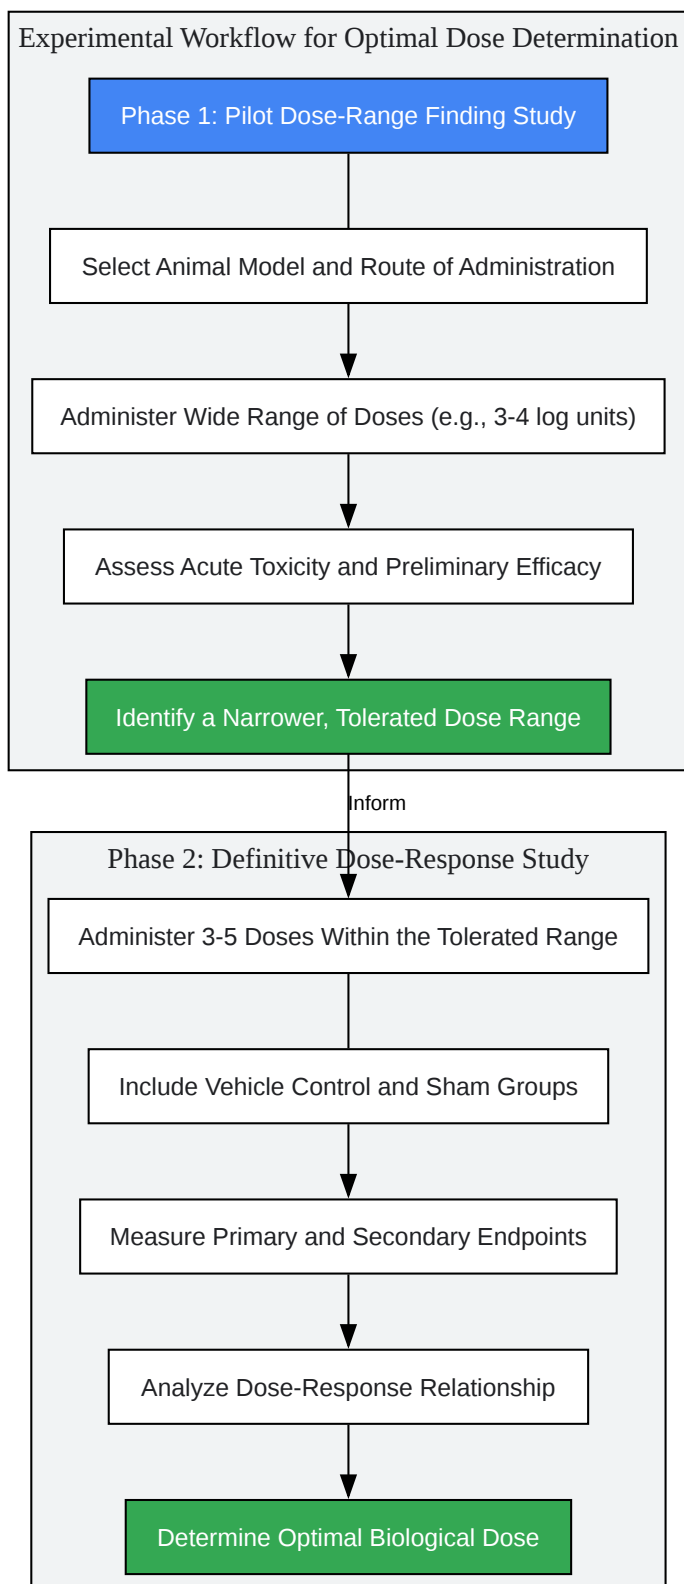 Experimental Workflow for Optimal Dose Determination
Phase 1: Pilot Dose-Range Finding Study
Select Animal Model and Route of Administration
Administer Wide Range of Doses (e.g., 3-4 log units)
Assess Acute Toxicity and Preliminary Efficacy
Identify a Narrower, Tolerated Dose Range
Inform
Phase 2: Definitive Dose-Response Study
Administer 3-5 Doses Within the Tolerated Range
Include Vehicle Control and Sham Groups
Measure Primary and Secondary Endpoints
Analyze Dose-Response Relationship
Determine Optimal Biological Dose